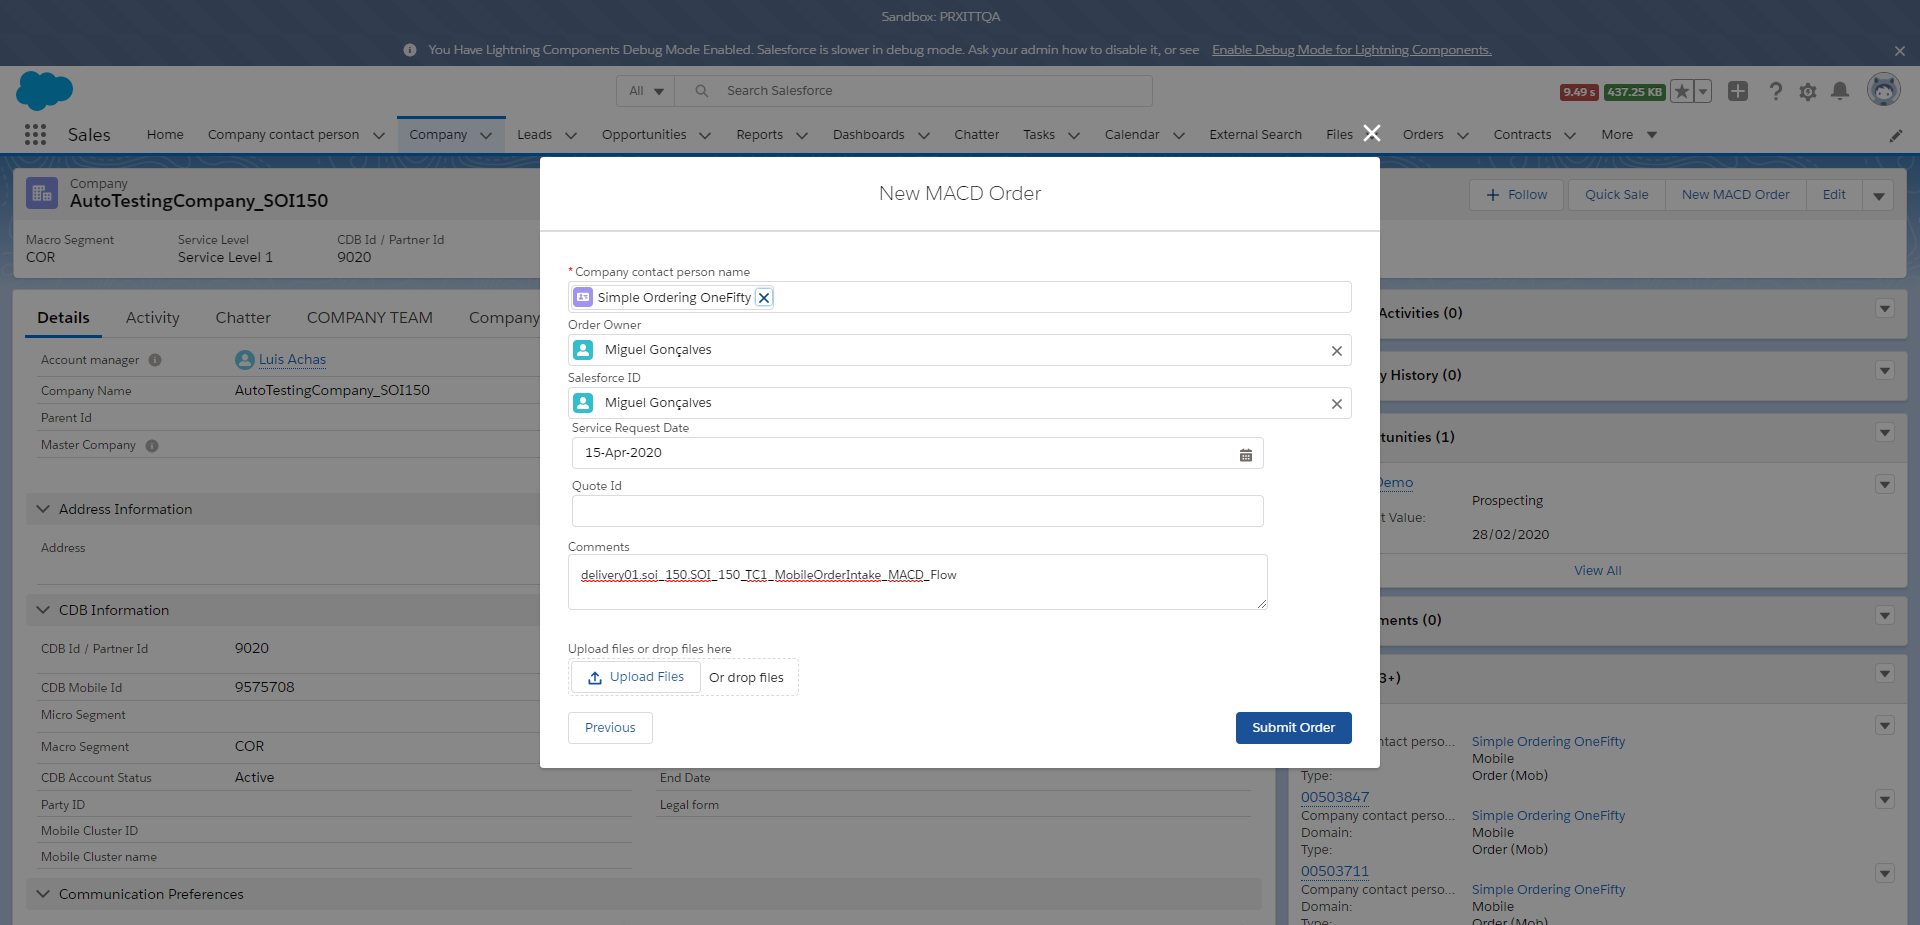 Sandbox: PRXITTQA
You Have Lightning Components Debug Mode Enabled. Salesforce is slower in debug mode. Ask your admin how to disable it, or see Enable Debug Mode for Lightning Components.
All Search Salesforce
9.49 s 437.25 KB
Sales Home Company contact person Company Leads Opportunities Reports Dashboards Chatter Tasks Calendar External Search Files Orders Contracts More
Company
AutoTestingCompany_SOI150
Follow Quick Sale New MACD Order Edit
Macro Segment Service Level CDB Id / Partner Id
COR Service Level 1 9020
Details Activity Chatter COMPANY TEAM Company
Account manager Luis Achas
Company Name AutoTestingCompany_SOI150
Parent Id
Master Company
Address Information
Address
CDB Information
CDB Id / Partner Id 9020
CDB Mobile Id 9575708
Micro Segment
Macro Segment COR
CDB Account Status Active
Party ID
Mobile Cluster ID
Mobile Cluster name
Communication Preferences
End Date
Legal form
New MACD Order
* Company contact person name
Simple Ordering OneFifty
Order Owner
Miguel Gonçalves
Salesforce ID
Miguel Gonçalves
Service Request Date
15-Apr-2020
Quote Id
Comments
delivery01.soi_150.SOI_150_TC1_MobileOrderIntake_MACD_Flow
Upload files or drop files here
Upload Files Or drop files
Previous Submit Order
Activities (0)
y History (0)
tunities (1)
Demo
Prospecting
t Value:
28/02/2020
View All
ments (0)
3+)
ntact perso... Simple Ordering OneFifty
Mobile
Type: Order (Mob)
00503847
Company contact perso... Simple Ordering OneFifty
Domain: Mobile
Type: Order (Mob)
00503711
Company contact perso... Simple Ordering OneFifty
Domain: Mobile
Type: Order (Mob)